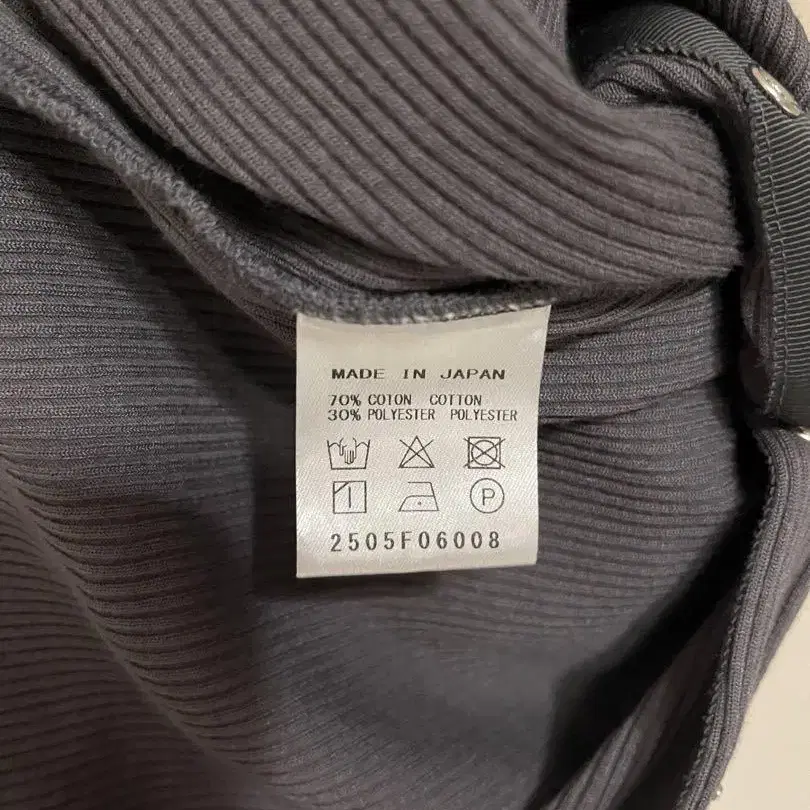 MADE IN JAPAN
70% COTON COTTON
30% POLYESTER POLYESTER
P
2505F06008